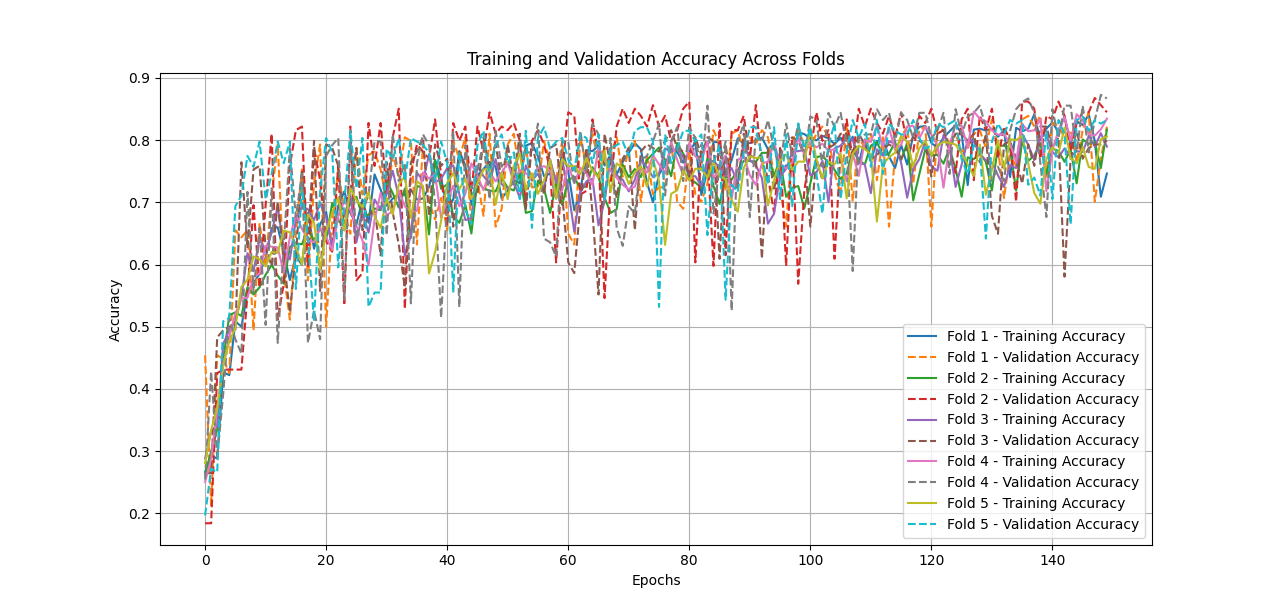 Training and Validation Accuracy Across Folds
0.9
0.8
0.7
0.6
0.5
0.4
0.3
0.2
Accuracy
0
20
40
60
80
100
120
140
Epochs
Fold 1 - Training Accuracy
Fold 1 - Validation Accuracy
Fold 2 - Training Accuracy
Fold 2 - Validation Accuracy
Fold 3 - Training Accuracy
Fold 3 - Validation Accuracy
Fold 4 - Training Accuracy
Fold 4 - Validation Accuracy
Fold 5 - Training Accuracy
Fold 5 - Validation Accuracy